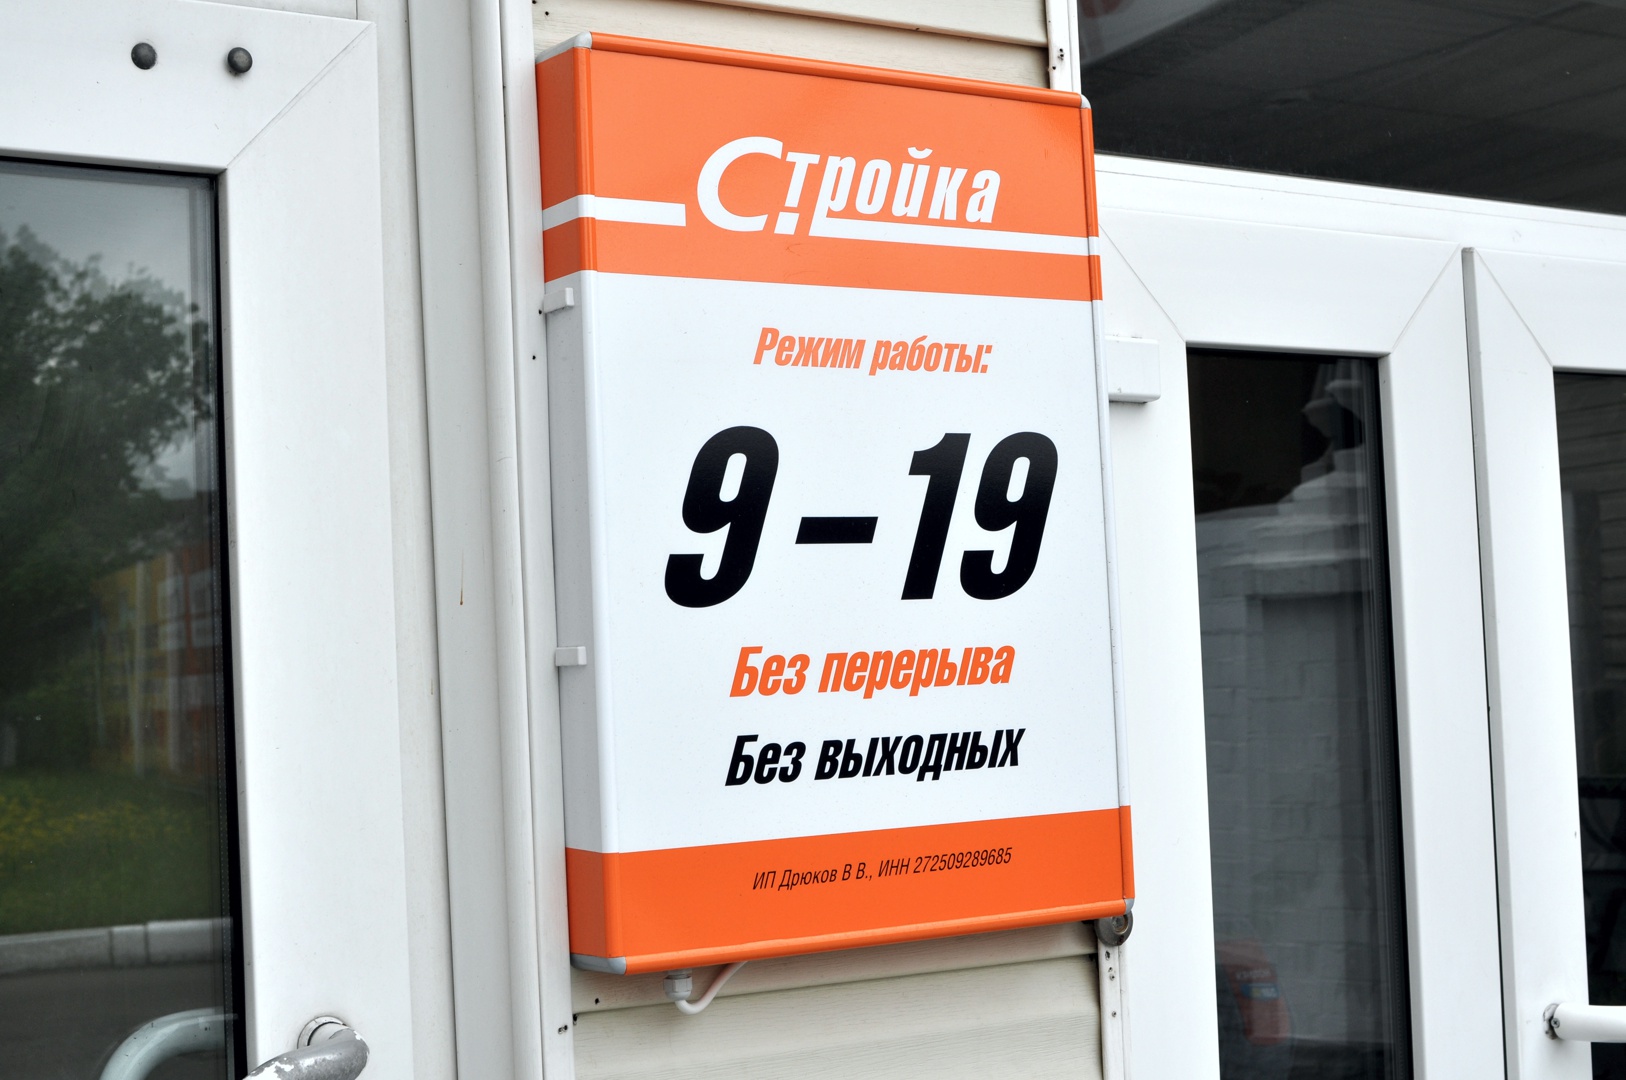 Стройка
Режим работы:
9–19
Без перерыва
Без выходных
ИП Дрюков В В., ИНН 272509289685